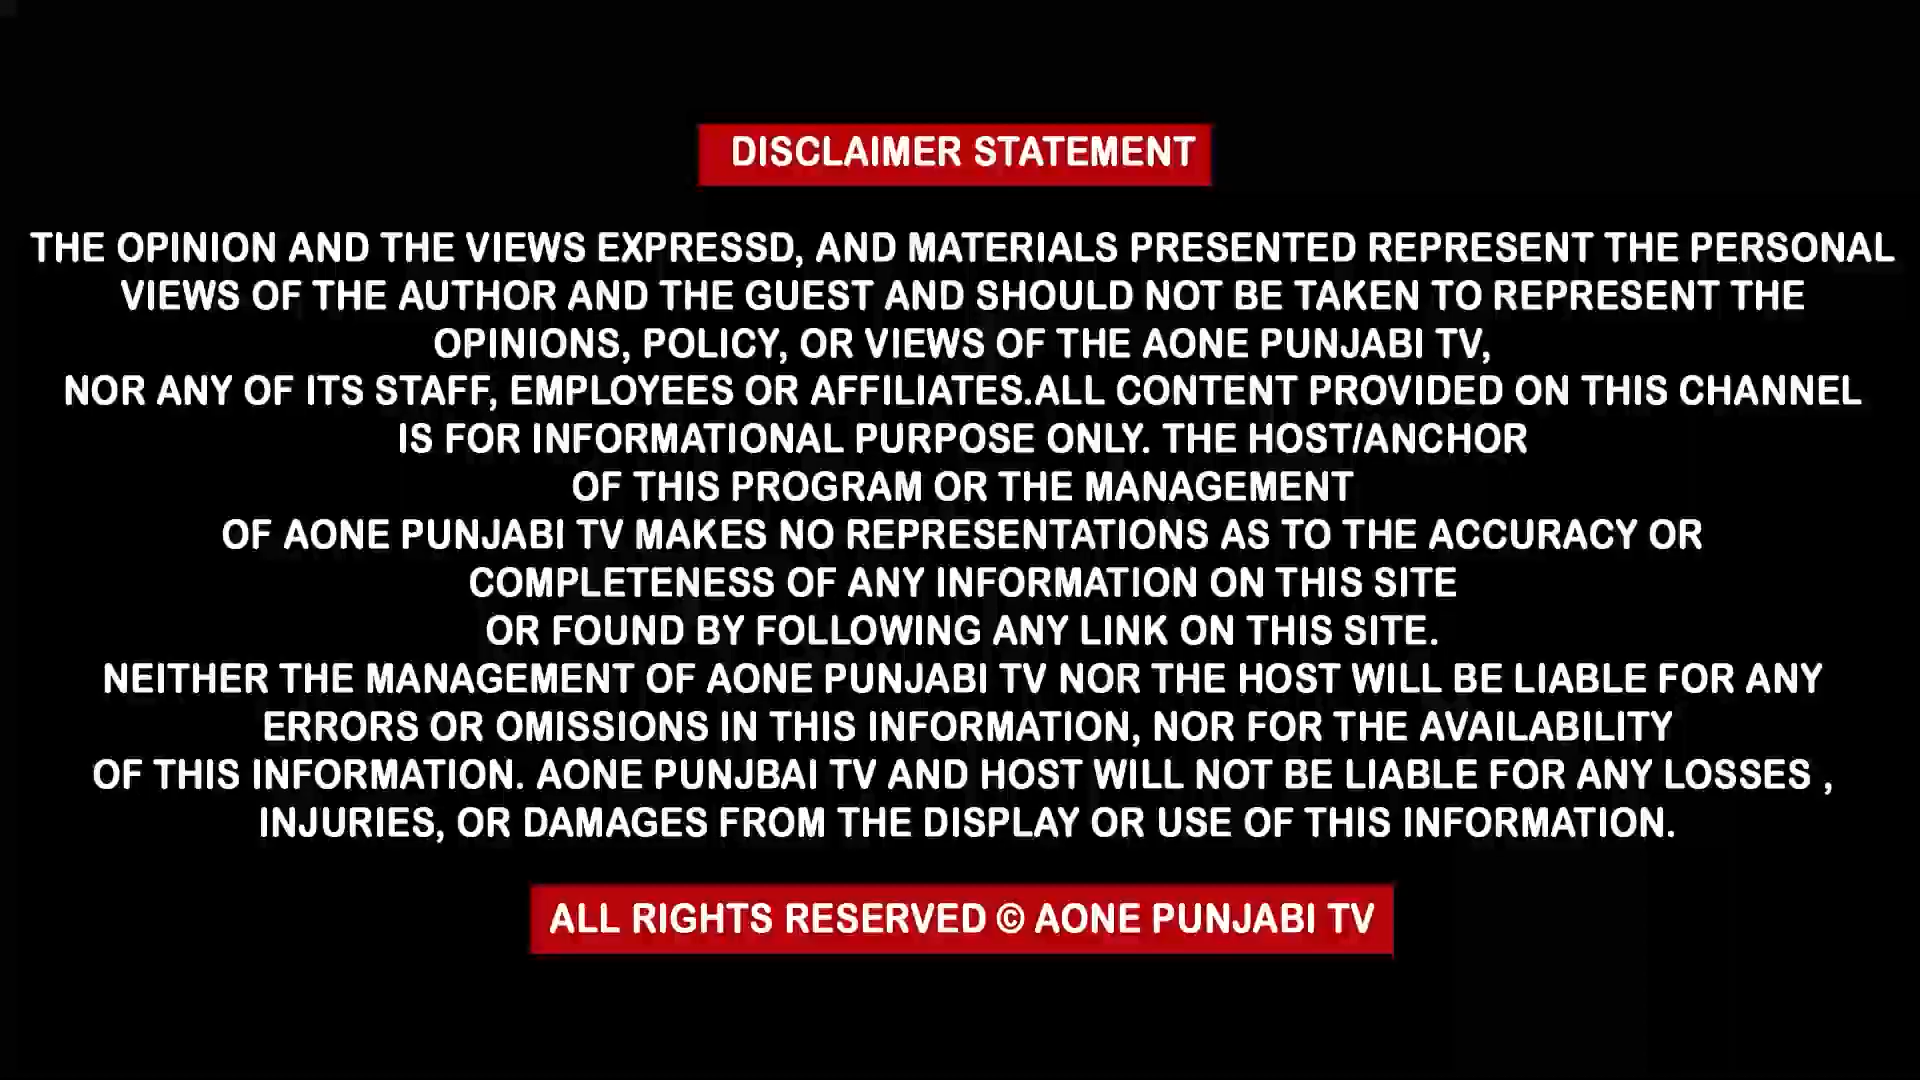 DISCLAIMER STATEMENT
THE OPINION AND THE VIEWS EXPRESSD, AND MATERIALS PRESENTED REPRESENT THE PERSONAL
VIEWS OF THE AUTHOR AND THE GUEST AND SHOULD NOT BE TAKEN TO REPRESENT THE
OPINIONS, POLICY, OR VIEWS OF THE AONE PUNJABI TV,
NOR ANY OF ITS STAFF, EMPLOYEES OR AFFILIATES.ALL CONTENT PROVIDED ON THIS CHANNEL
IS FOR INFORMATIONAL PURPOSE ONLY. THE HOST/ANCHOR
OF THIS PROGRAM OR THE MANAGEMENT
OF AONE PUNJABI TV MAKES NO REPRESENTATIONS AS TO THE ACCURACY OR
COMPLETENESS OF ANY INFORMATION ON THIS SITE
OR FOUND BY FOLLOWING ANY LINK ON THIS SITE.
NEITHER THE MANAGEMENT OF AONE PUNJABI TV NOR THE HOST WILL BE LIABLE FOR ANY
ERRORS OR OMISSIONS IN THIS INFORMATION, NOR FOR THE AVAILABILITY
OF THIS INFORMATION. AONE PUNJBAI TV AND HOST WILL NOT BE LIABLE FOR ANY LOSSES ,
INJURIES, OR DAMAGES FROM THE DISPLAY OR USE OF THIS INFORMATION.
ALL RIGHTS RESERVED © AONE PUNJABI TV